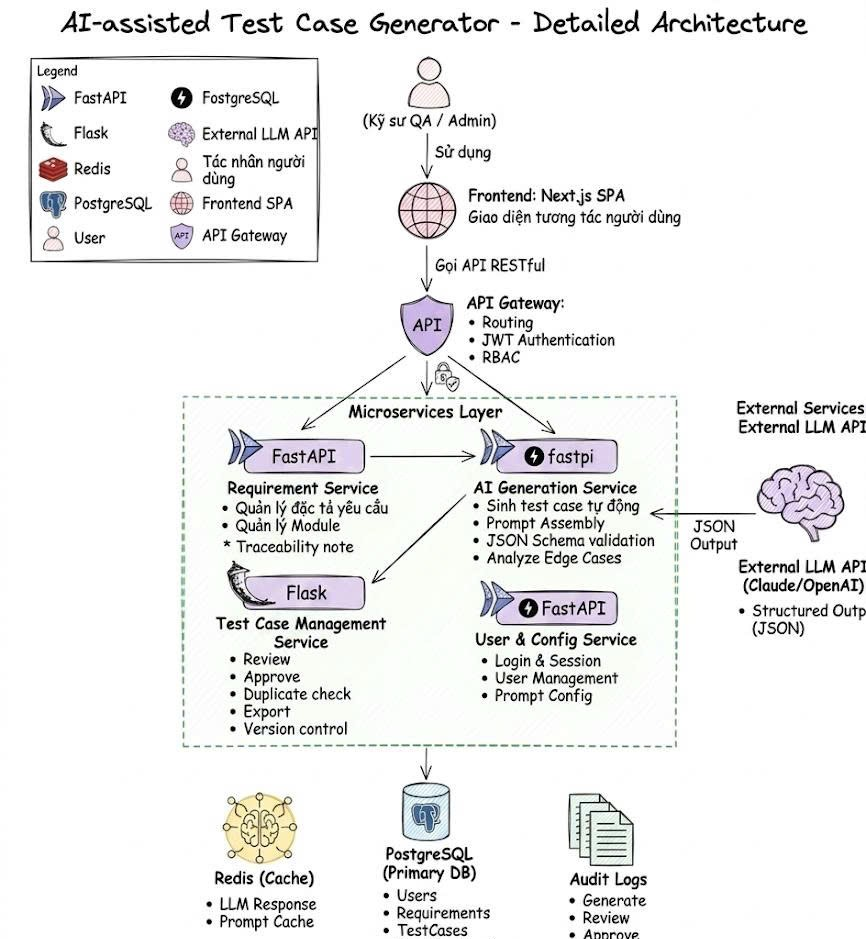 AI-assisted Test Case Generator - Detailed Architecture
Legend
FastAPI
FostgreSQL
Flask
External LLM API
Redis
Tác nhân người
dùng
PostgreSQL
Frontend SPA
User
API
API Gateway
(Kỹ sư QA / Admin)
Sử dụng
Frontend: Next.js SPA
Giao diện tương tác người dùng
Gọi API RESTful
API
API Gateway:
• Routing
• JWT Authentication
• RBAC
Microservices Layer
FastAPI
Requirement Service
• Quản lý đặc tả yêu cầu
• Quản lý Module
* Traceability note
fastpi
AI Generation Service
• Sinh test case tự động
• Prompt Assembly
• JSON Schema validation
• Analyze Edge Cases
Flask
Test Case Management
Service
• Review
• Approve
• Duplicate check
• Export
• Version control
FastAPI
User & Config Service
• Login & Session
• User Management
• Prompt Config
External Services
External LLM API
JSON
Output
External LLM API
(Claude/OpenAI)
• Structured Outp
(JSON)
Redis (Cache)
• LLM Response
• Prompt Cache
PostgreSQL
(Primary DB)
• Users
• Requirements
• TestCases
Audit Logs
• Generate
• Review
• Approve